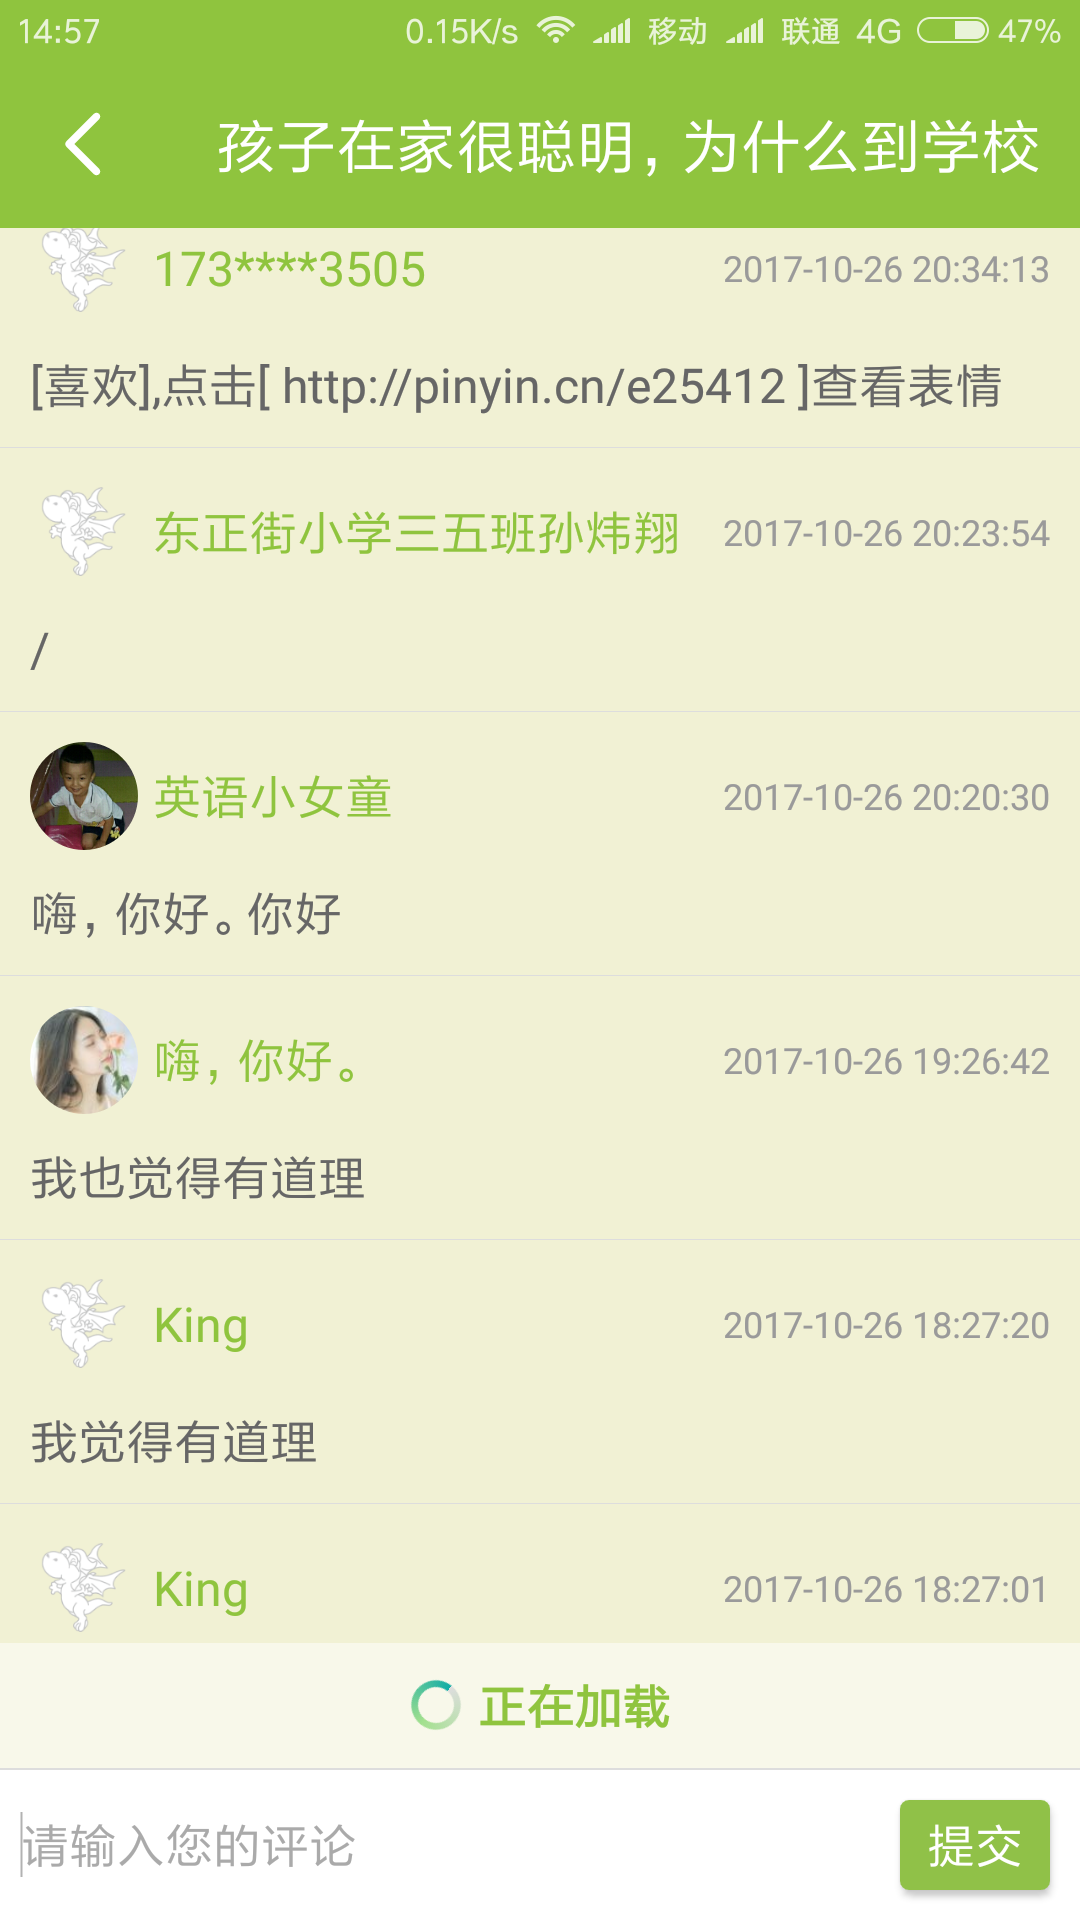 14:57 0.15K/s 移动 联通 4G 47%
孩子在家很聪明，为什么到学校
173****3505 2017-10-26 20:34:13
[喜欢],点击[ http://pinyin.cn/e25412 ]查看表情
东正街小学三五班孙炜翔 2017-10-26 20:23:54
/
英语小女童 2017-10-26 20:20:30
嗨，你好。你好
嗨，你好。 2017-10-26 19:26:42
我也觉得有道理
King 2017-10-26 18:27:20
我觉得有道理
King 2017-10-26 18:27:01
正在加载
请输入您的评论 提交